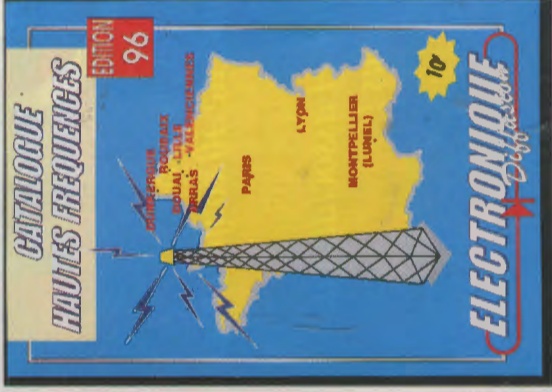 CATALOGUE
HAUTES FREQUENCES
EDITION
96
DUNKERQUE
ROUBAIX
DOUAI - LILLE
ARRAS - VALENCIENNES
PARIS
LYON
MONTPELLIER
(LUNEL)
10F
ELECTRONIQUE
Diffusion